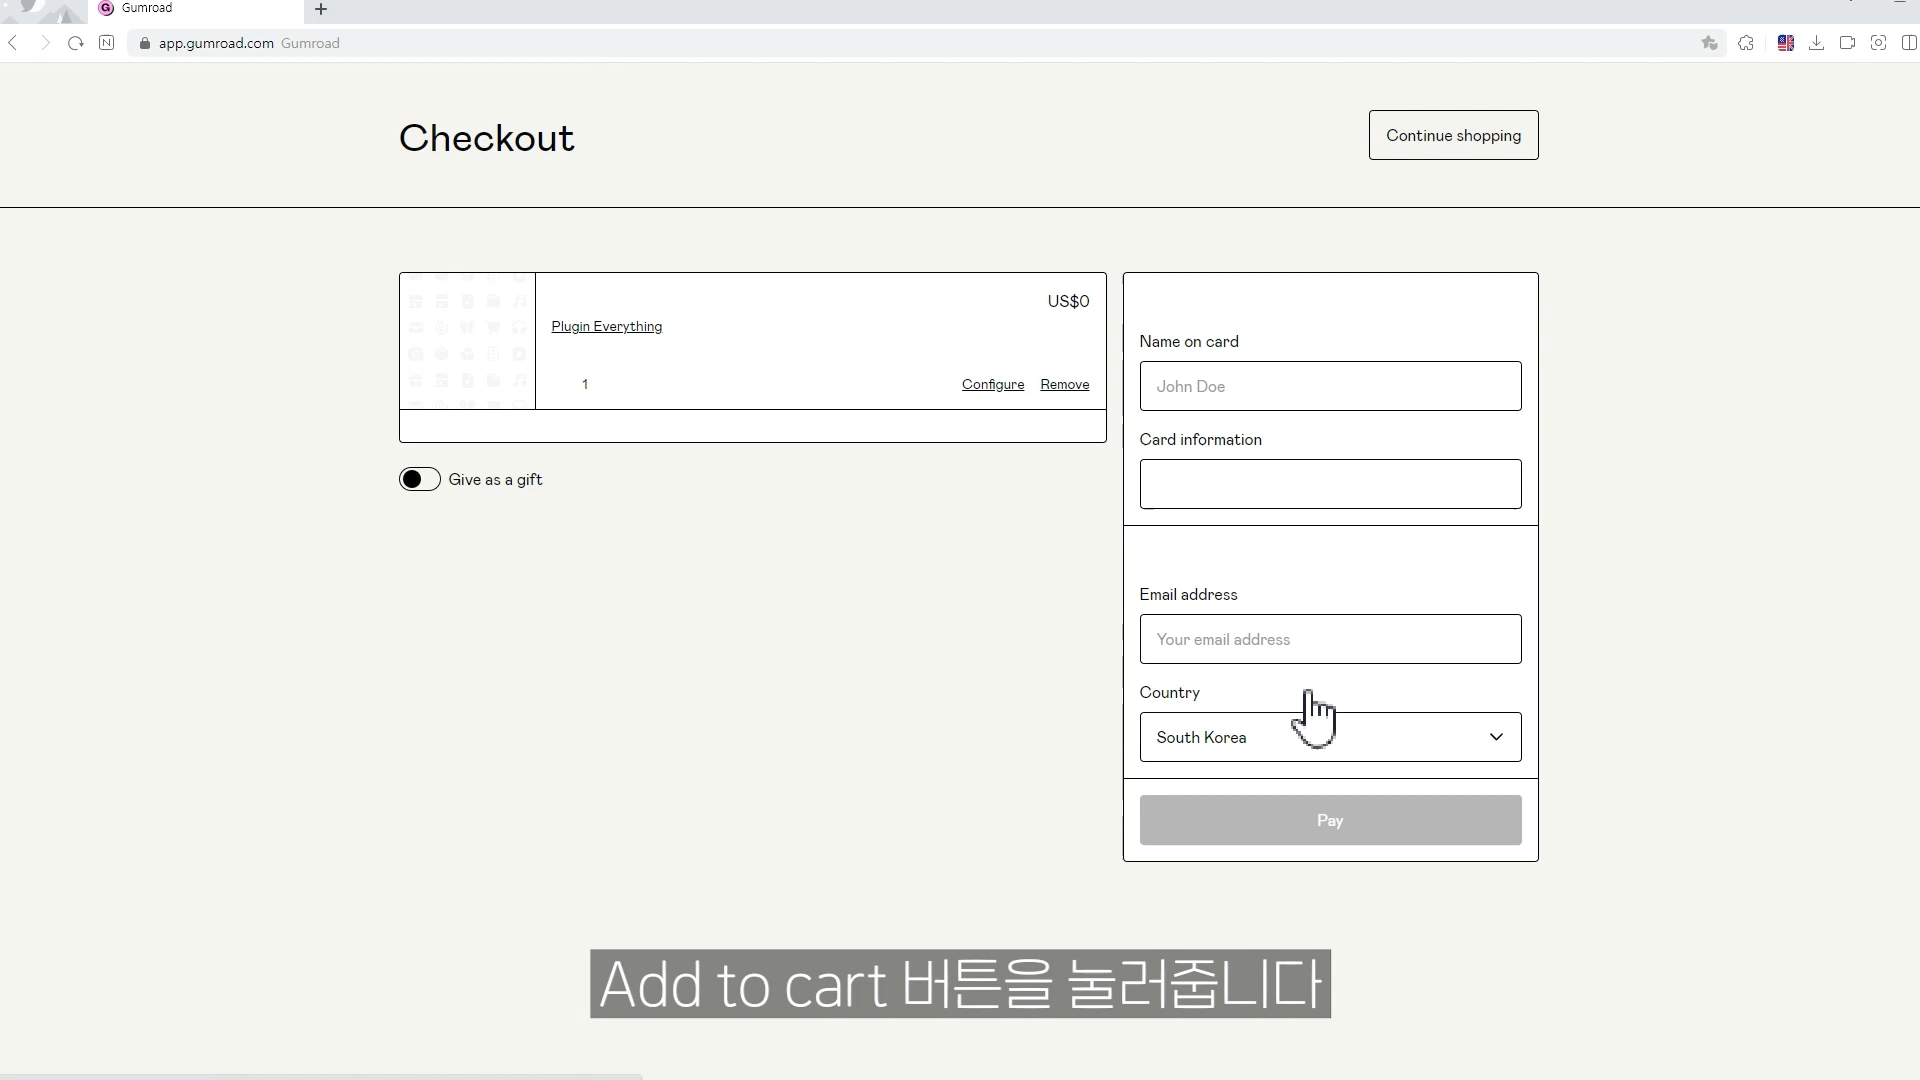 Gumroad
app.gumroad.com Gumroad
Checkout
Continue shopping
US$0
Plugin Everything
1
Configure Remove
Give as a gift
Name on card
John Doe
Card information
Email address
Your email address
Country
South Korea
Pay
Add to cart 버튼을 눌러줍니다